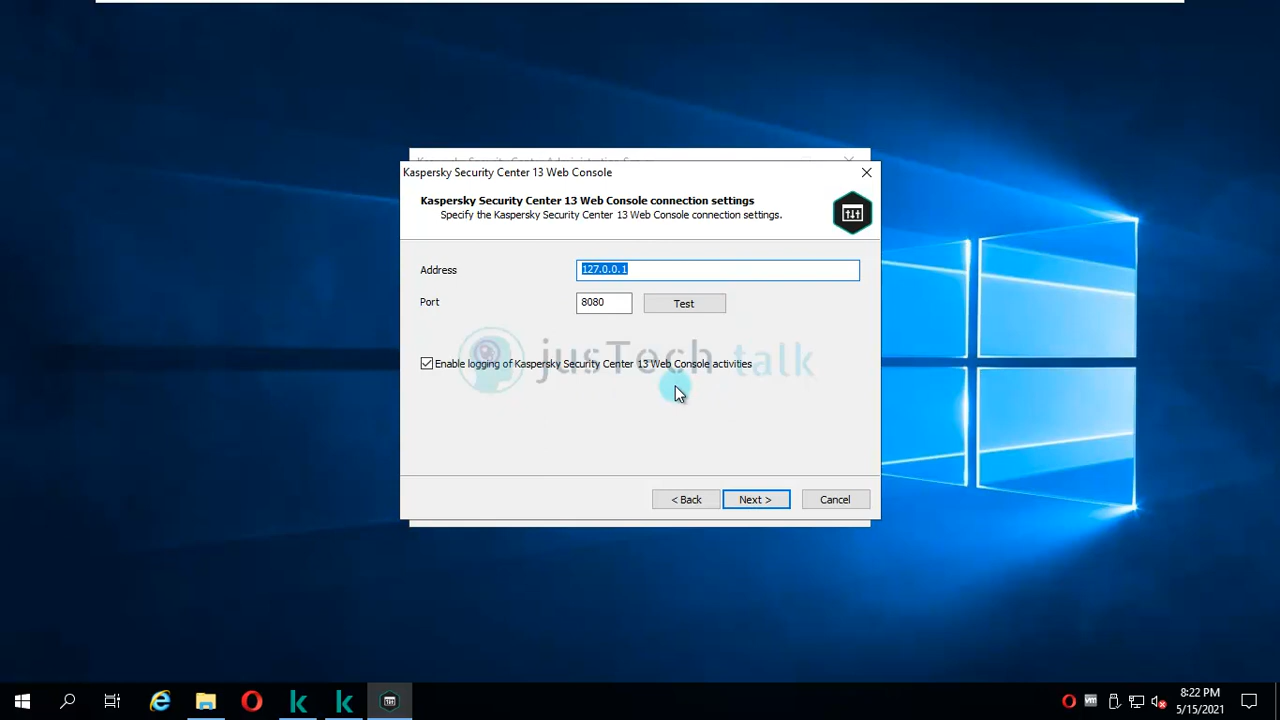 Kaspersky Security Center 13 Web Console
Kaspersky Security Center 13 Web Console connection settings
Specify the Kaspersky Security Center 13 Web Console connection settings.
Address
127.0.0.1
Port
8080
Test
jusTech talk
Enable logging of Kaspersky Security Center 13 Web Console activities
< Back
Next >
Cancel
8:22 PM
5/15/2021